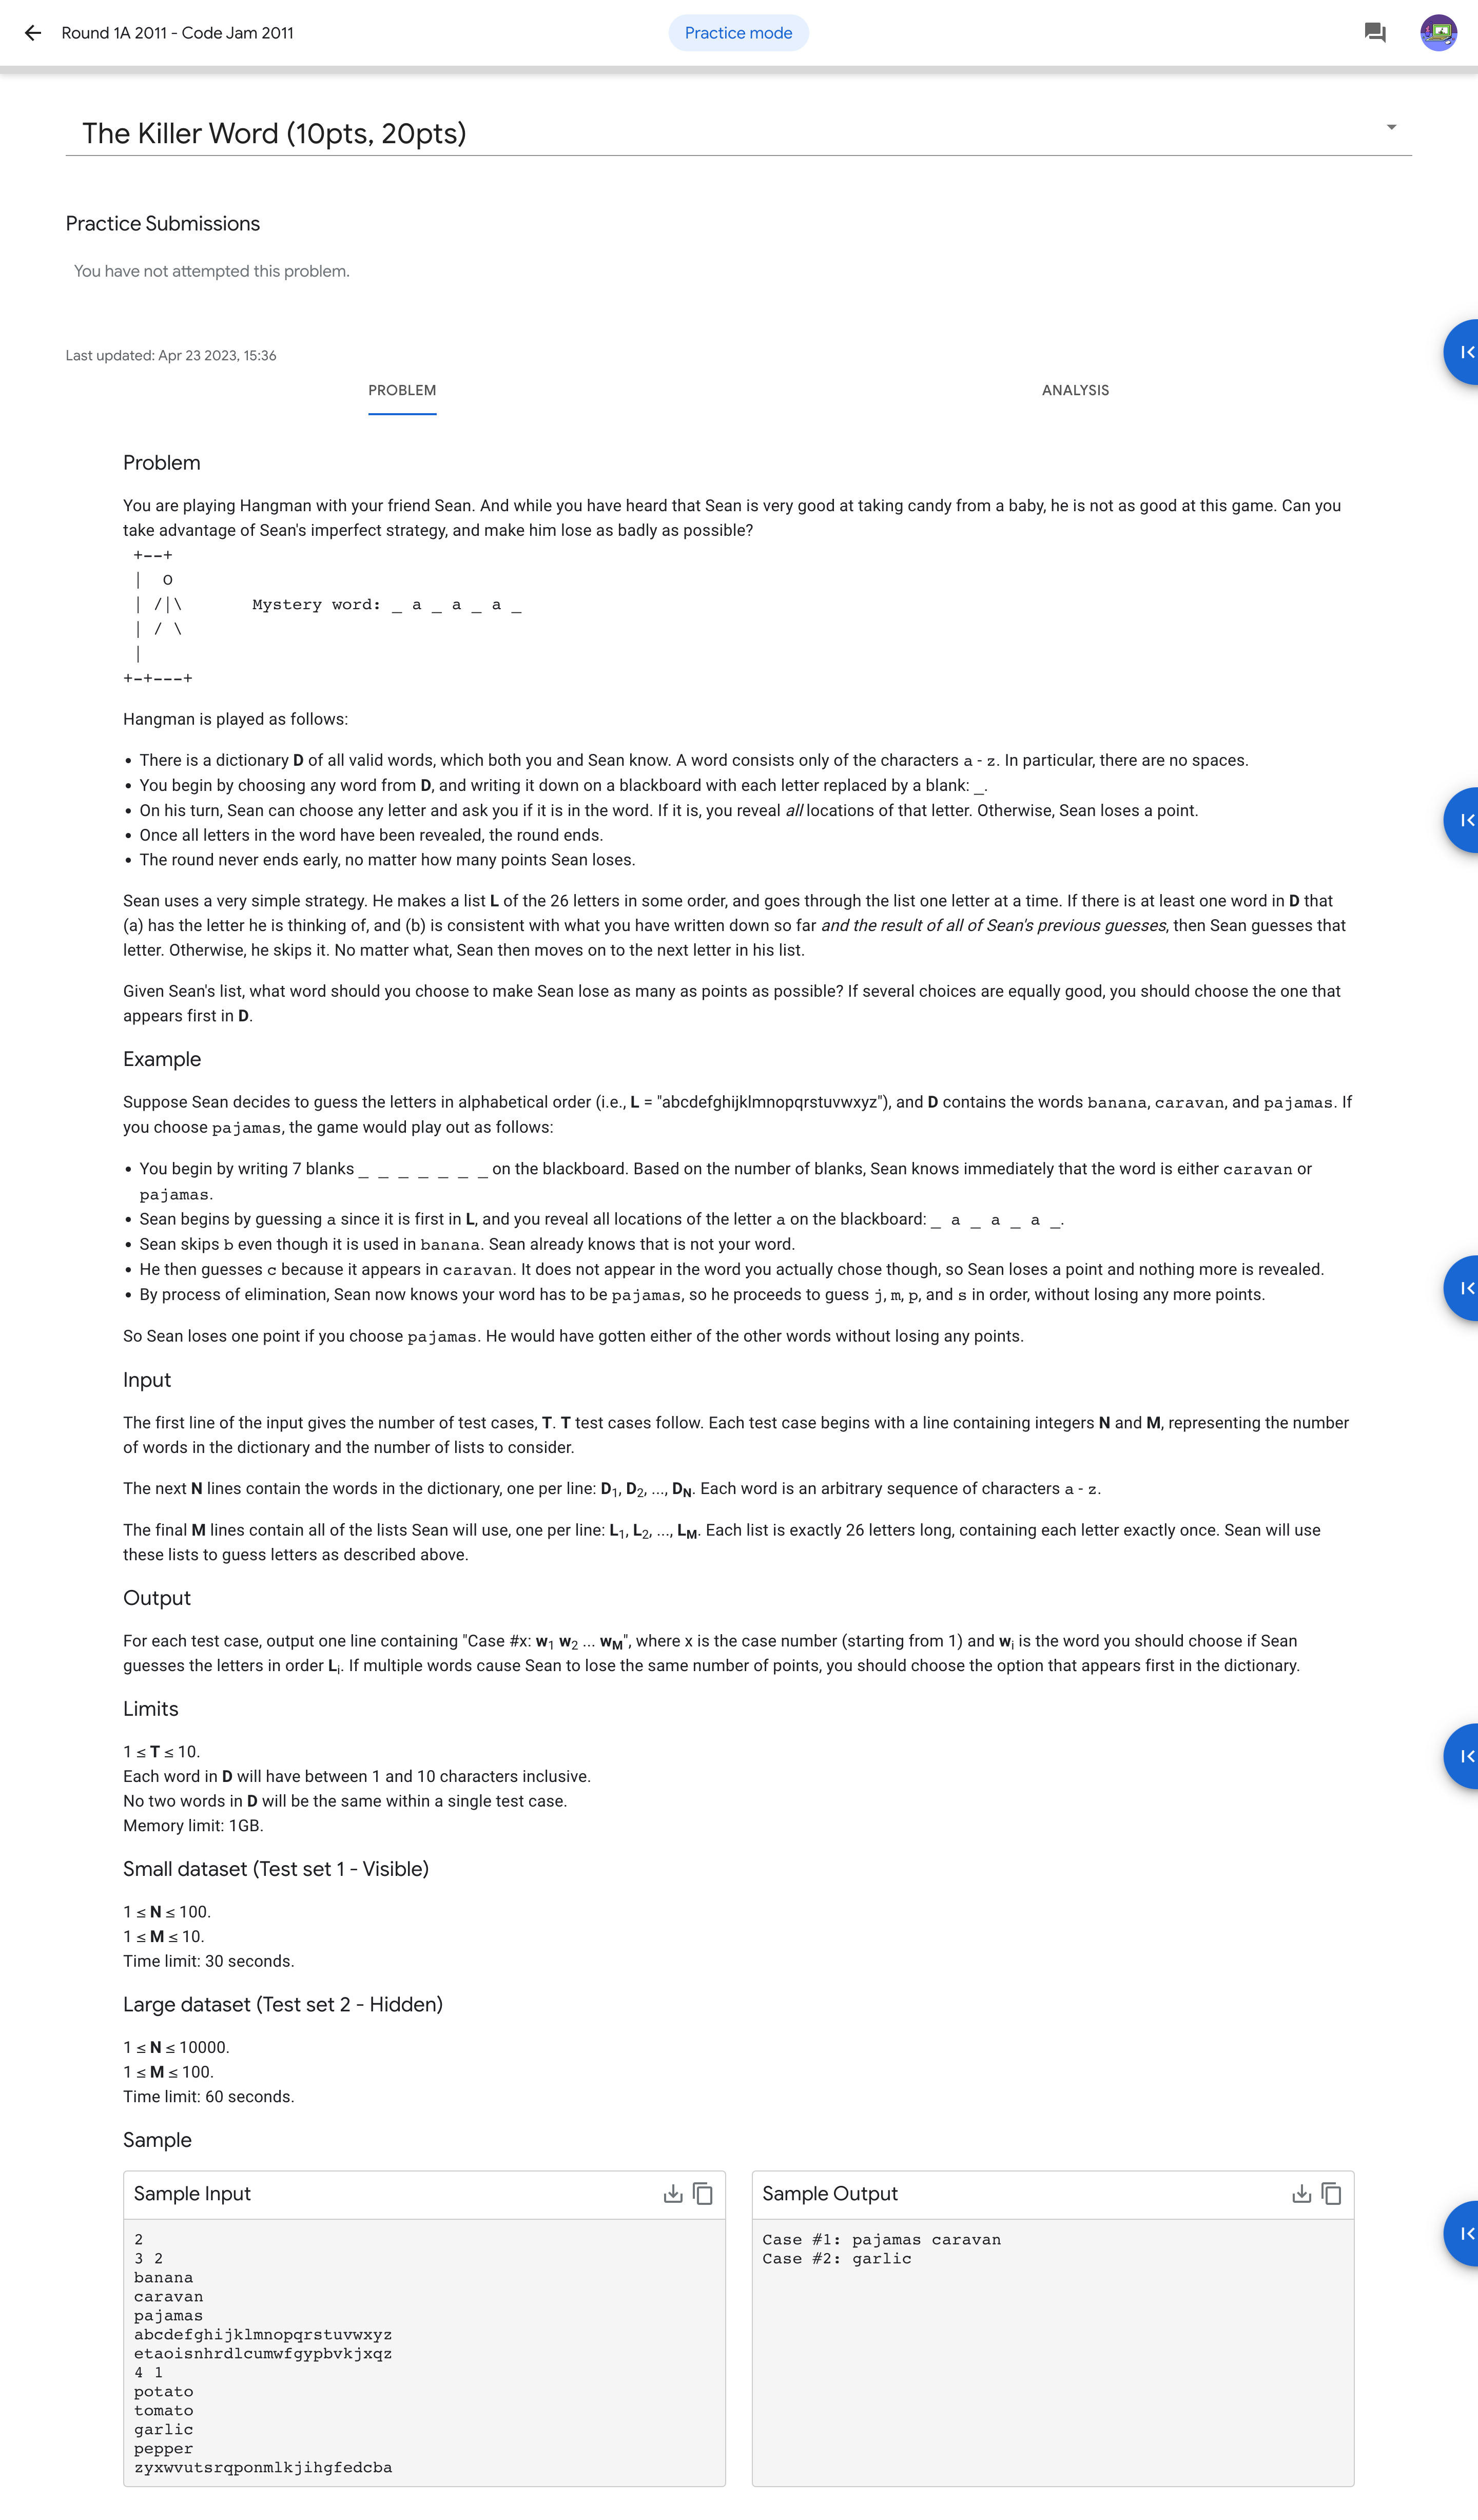 Round 1A 2011 - Code Jam 2011
Practice mode
The Killer Word (10pts, 20pts)
Practice Submissions
You have not attempted this problem.
Last updated: Apr 23 2023, 15:36
PROBLEM
ANALYSIS
Problem
You are playing Hangman with your friend Sean. And while you have heard that Sean is very good at taking candy from a baby, he is not as good at this game. Can you
take advantage of Sean's imperfect strategy, and make him lose as badly as possible?
+--+
|  O
| /|\       Mystery word: _ a _ a _ a _
| / \
|
+-+---+
Hangman is played as follows:
• There is a dictionary D of all valid words, which both you and Sean know. A word consists only of the characters a - z. In particular, there are no spaces.
• You begin by choosing any word from D, and writing it down on a blackboard with each letter replaced by a blank: _.
• On his turn, Sean can choose any letter and ask you if it is in the word. If it is, you reveal all locations of that letter. Otherwise, Sean loses a point.
• Once all letters in the word have been revealed, the round ends.
• The round never ends early, no matter how many points Sean loses.
Sean uses a very simple strategy. He makes a list L of the 26 letters in some order, and goes through the list one letter at a time. If there is at least one word in D that
(a) has the letter he is thinking of, and (b) is consistent with what you have written down so far and the result of all of Sean's previous guesses, then Sean guesses that
letter. Otherwise, he skips it. No matter what, Sean then moves on to the next letter in his list.
Given Sean's list, what word should you choose to make Sean lose as many as points as possible? If several choices are equally good, you should choose the one that
appears first in D.
Example
Suppose Sean decides to guess the letters in alphabetical order (i.e., L = "abcdefghijklmnopqrstuvwxyz"), and D contains the words banana, caravan, and pajamas. If
you choose pajamas, the game would play out as follows:
• You begin by writing 7 blanks _ _ _ _ _ _ _ on the blackboard. Based on the number of blanks, Sean knows immediately that the word is either caravan or
pajamas.
• Sean begins by guessing a since it is first in L, and you reveal all locations of the letter a on the blackboard: _ a _ a _ a _.
• Sean skips b even though it is used in banana. Sean already knows that is not your word.
• He then guesses c because it appears in caravan. It does not appear in the word you actually chose though, so Sean loses a point and nothing more is revealed.
• By process of elimination, Sean now knows your word has to be pajamas, so he proceeds to guess j, m, p, and s in order, without losing any more points.
So Sean loses one point if you choose pajamas. He would have gotten either of the other words without losing any points.
Input
The first line of the input gives the number of test cases, T. T test cases follow. Each test case begins with a line containing integers N and M, representing the number
of words in the dictionary and the number of lists to consider.
The next N lines contain the words in the dictionary, one per line: D1, D2, ..., DN. Each word is an arbitrary sequence of characters a - z.
The final M lines contain all of the lists Sean will use, one per line: L1, L2, ..., LM. Each list is exactly 26 letters long, containing each letter exactly once. Sean will use
these lists to guess letters as described above.
Output
For each test case, output one line containing "Case #x: w1 w2 ... wM", where x is the case number (starting from 1) and wi is the word you should choose if Sean
guesses the letters in order Li. If multiple words cause Sean to lose the same number of points, you should choose the option that appears first in the dictionary.
Limits
1 ≤ T ≤ 10.
Each word in D will have between 1 and 10 characters inclusive.
No two words in D will be the same within a single test case.
Memory limit: 1GB.
Small dataset (Test set 1 - Visible)
1 ≤ N ≤ 100.
1 ≤ M ≤ 10.
Time limit: 30 seconds.
Large dataset (Test set 2 - Hidden)
1 ≤ N ≤ 10000.
1 ≤ M ≤ 100.
Time limit: 60 seconds.
Sample
Sample Input
2
3 2
banana
caravan
pajamas
abcdefghijklmnopqrstuvwxyz
etaoisnhrdlcumwfgypbvkjxqz
4 1
potato
tomato
garlic
pepper
zyxwvutsrqponmlkjihgfedcba
Sample Output
Case #1: pajamas caravan
Case #2: garlic